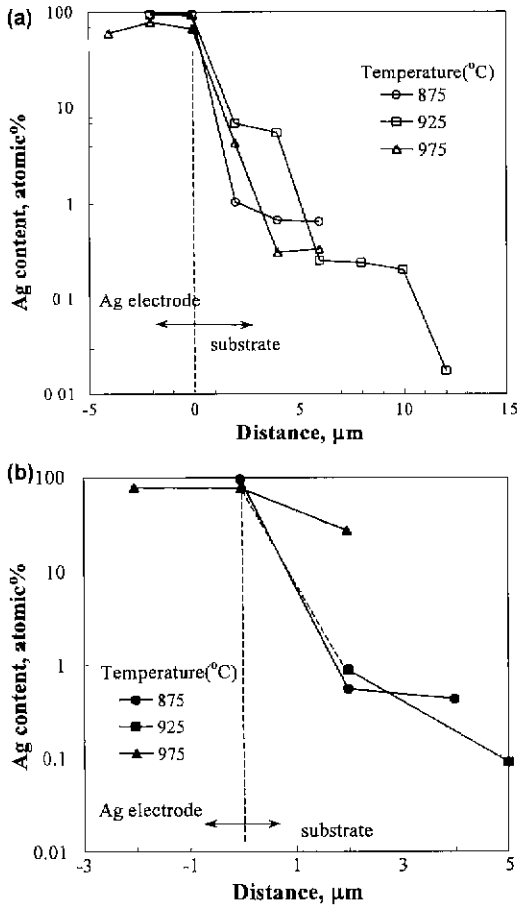 (a)
100
10
1
0.1
0 01
Ag content, atomic%
Temperature(°C)
875
925
975
Ag electrode
substrate
-5 0 5 10 15
Distance, μm
(b)
100
10
1
0.1
0.01
Ag content, atomic%
Temperature(°C)
875
925
975
Ag electrode
substrate
-3 -1 1 3 5
Distance, μm